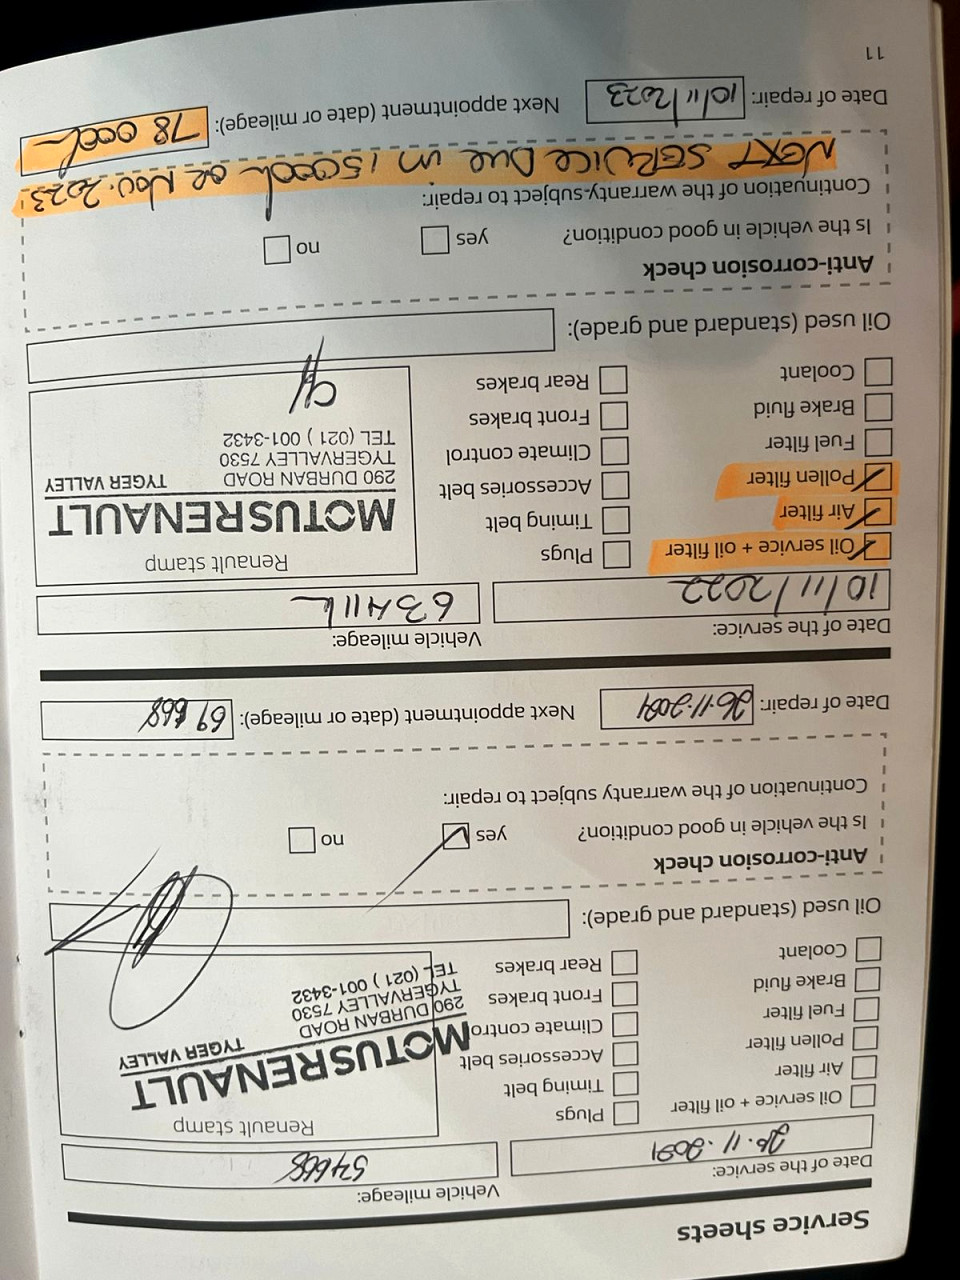 Service sheets
Date of the service: 26.11.2021
Vehicle mileage: 54668
Oil service + oil filter
Air filter
Pollen filter
Fuel filter
Brake fluid
Coolant
Plugs
Timing belt
Accessories belt
Climate control
Front brakes
Rear brakes
Renault stamp
MOTUSRENAULT
TYGER VALLEY
290 DURBAN ROAD
TYGERVALLEY 7530
TEL (021) 001-3432
Oil used (standard and grade):
Anti-corrosion check
Is the vehicle in good condition? yes no
Continuation of the warranty subject to repair:
Date of repair: 26.11.2021 Next appointment (date or mileage): 69668
Date of the service: 10/11/2022
Vehicle mileage:
Oil service + oil filter
Air filter
Pollen filter
Fuel filter
Brake fluid
Coolant
Plugs
Timing belt
Accessories belt
Climate control
Front brakes
Rear brakes
Renault stamp
MOTUSRENAULT
290 DURBAN ROAD TYGER VALLEY
TYGERVALLEY 7530
TEL (021) 001-3432
Oil used (standard and grade):
Anti-corrosion check
Is the vehicle in good condition? yes no
Continuation of the warranty-subject to repair:
NEXT SERVICE DUE IN 15000k OR NOV. 2023
Date of repair: 10/11/2023 Next appointment (date or mileage): 78 000k
11